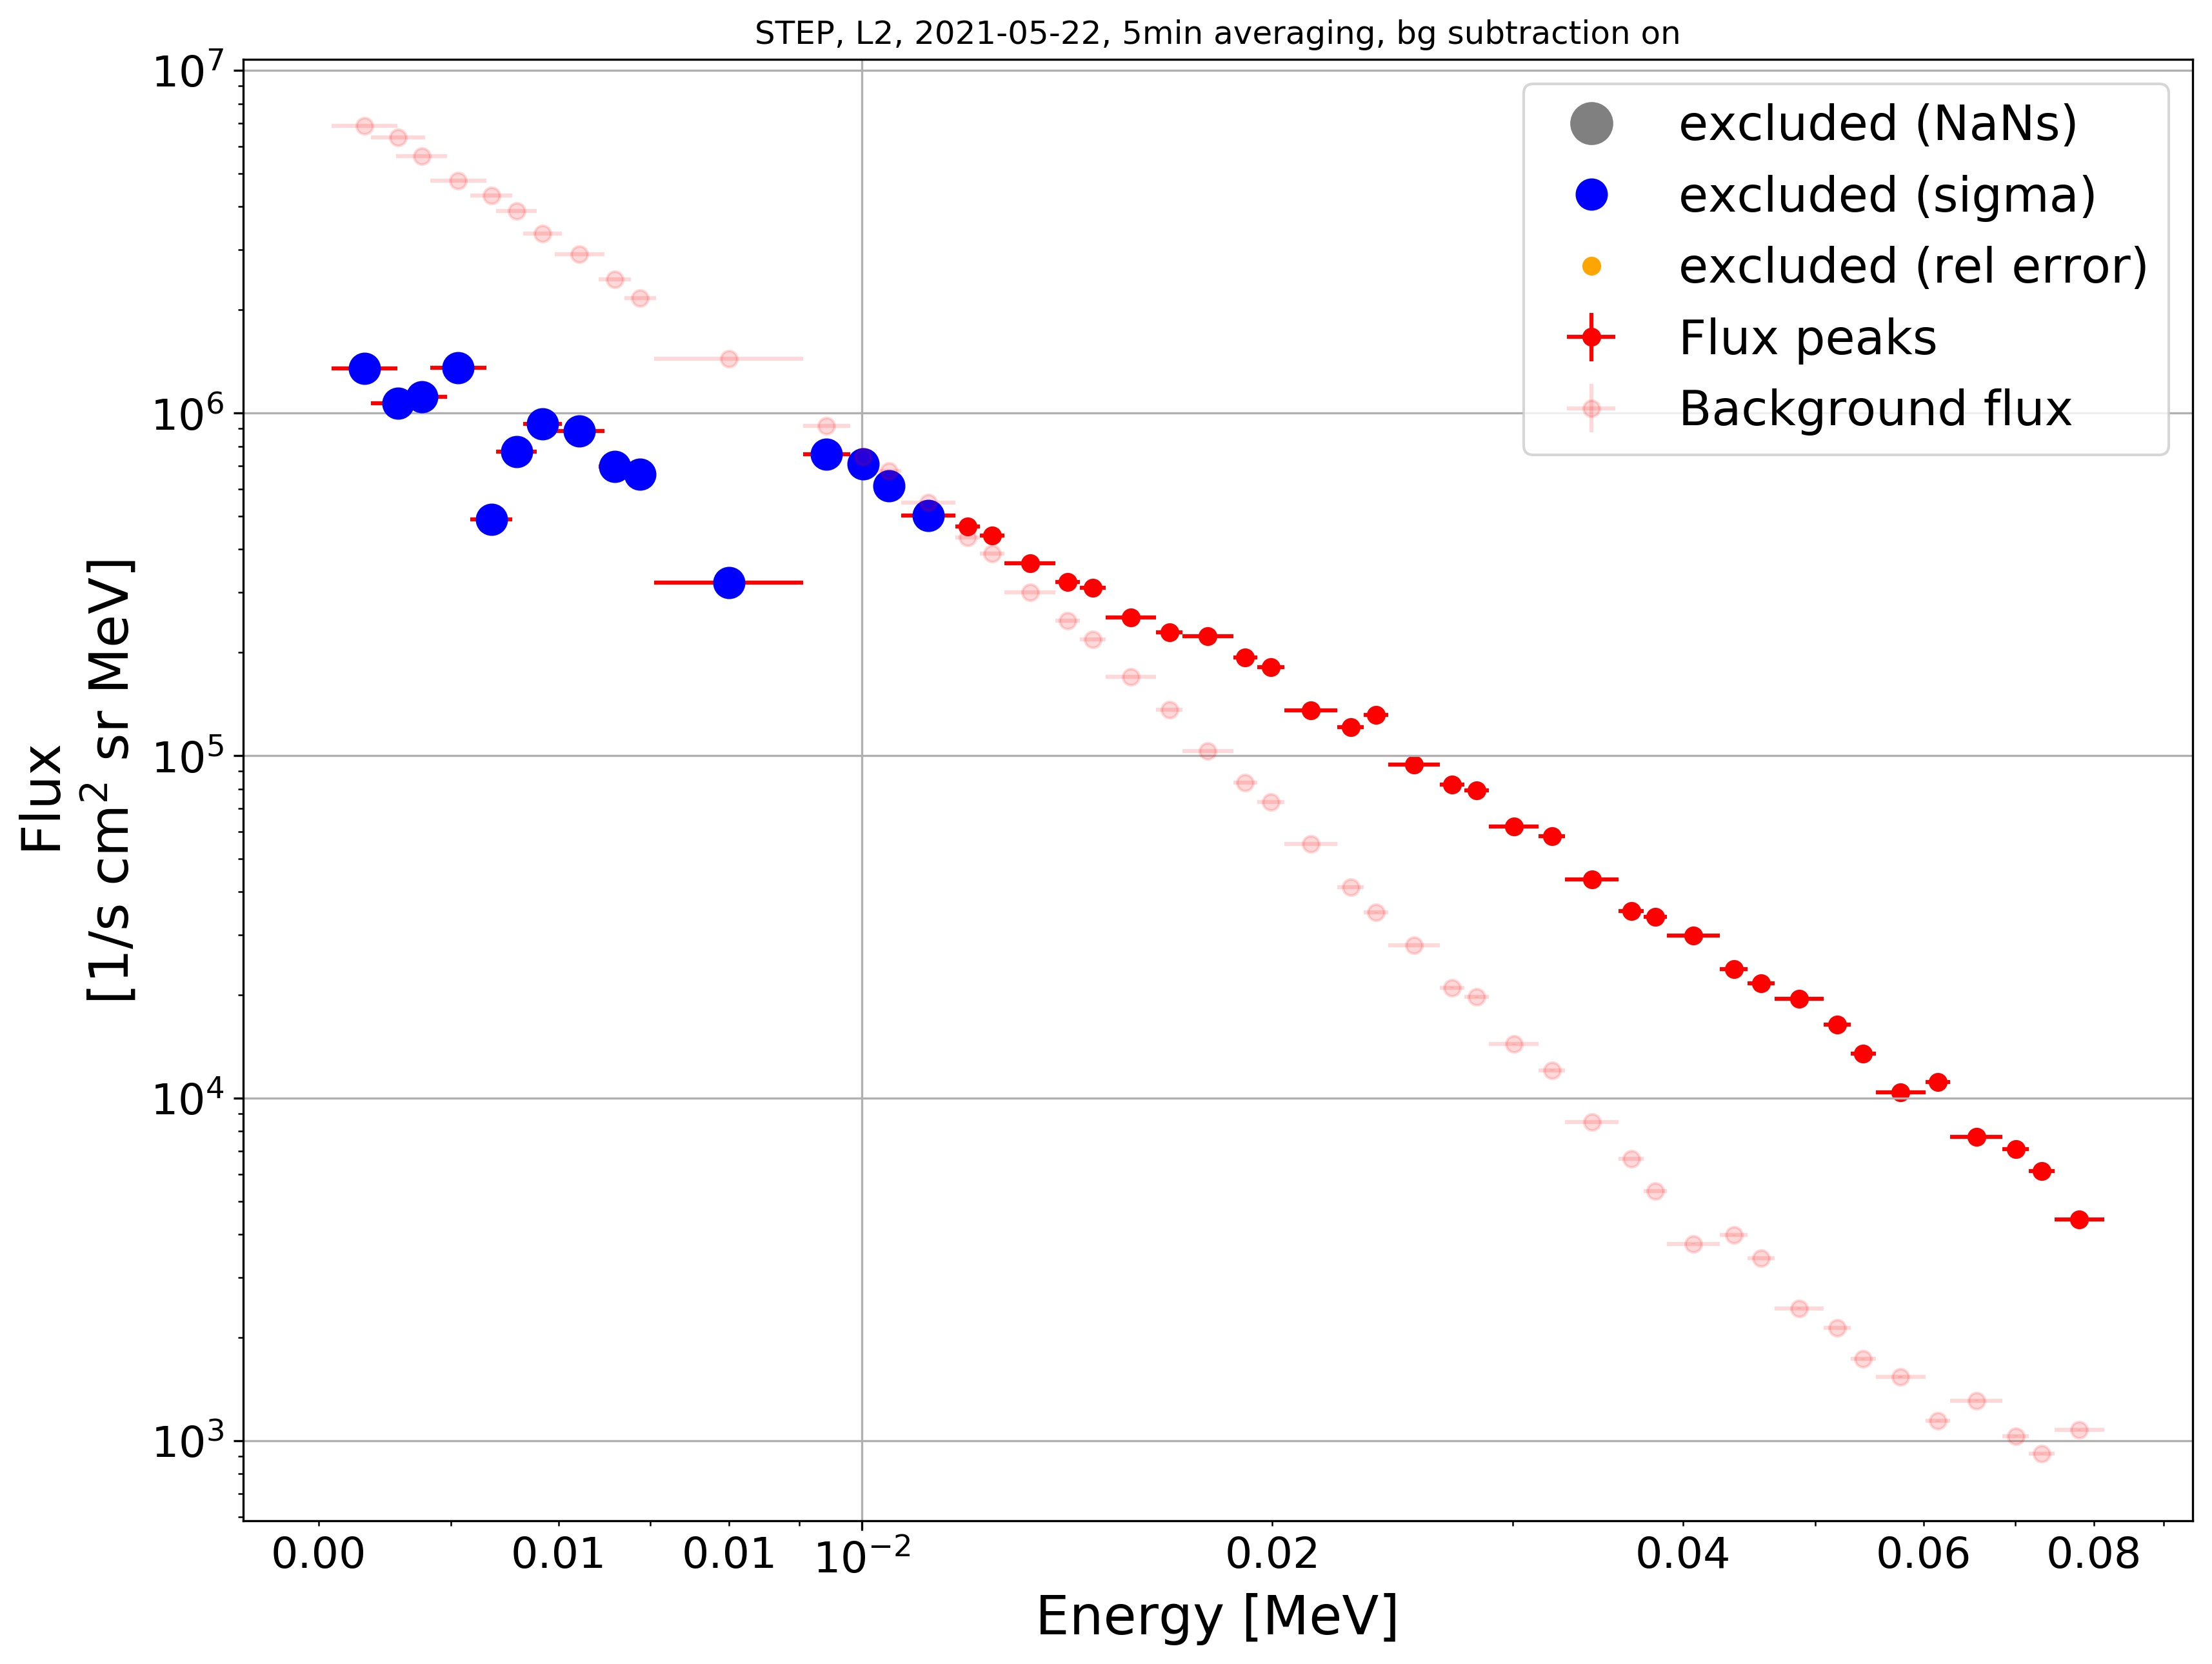 STEP, L2, 2021-05-22, 5min averaging, bg subtraction on
excluded (NaNs)
excluded (sigma)
excluded (rel error)
Flux peaks
Background flux
10⁷
10⁶
10⁵
10⁴
10³
Flux
[1/s cm² sr MeV]
0.00 0.01 0.01 10⁻² 0.02 0.04 0.06 0.08
Energy [MeV]